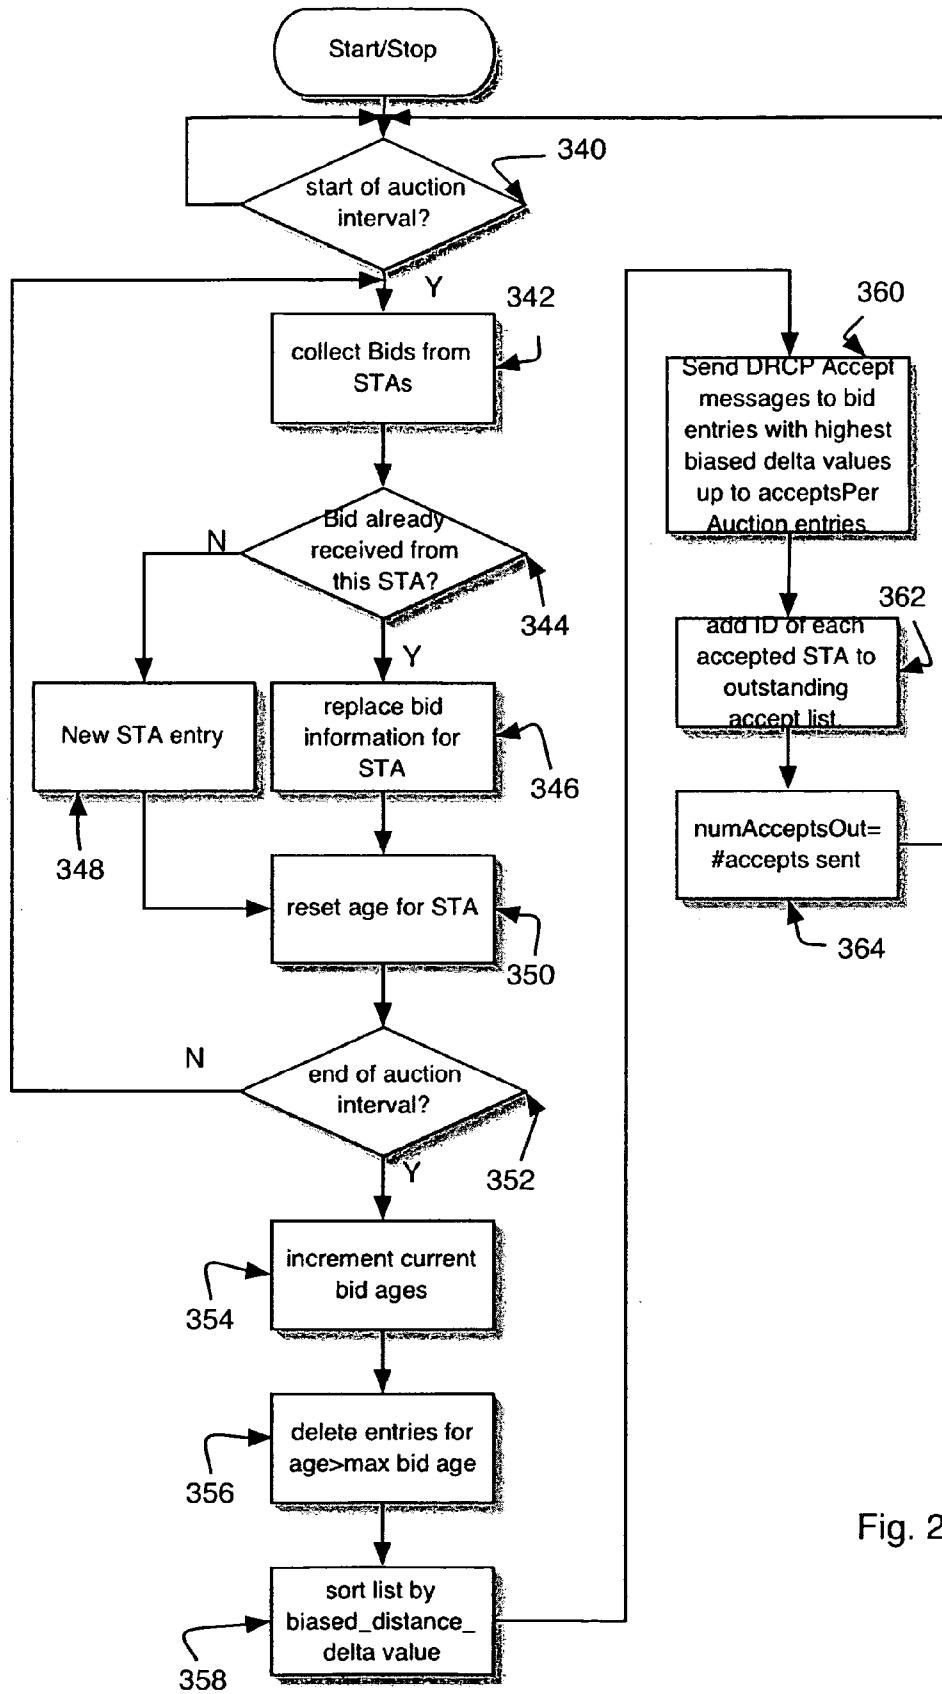 Start/Stop
start of auction
interval?
340
Y
collect Bids from
STAs
342
Bid already
received from
this STA?
344
N
Y
New STA entry
348
replace bid
information for
STA
346
reset age for STA
350
end of auction
interval?
352
N
Y
increment current
bid ages
354
delete entries for
age>max bid age
356
sort list by
biased_distance_
delta value
358
Send DRCP Accept
messages to bid
entries with highest
biased delta values
up to acceptsPer
Auction entries
360
add ID of each
accepted STA to
outstanding
accept list.
362
numAcceptsOut=
#accepts sent
364
Fig. 2